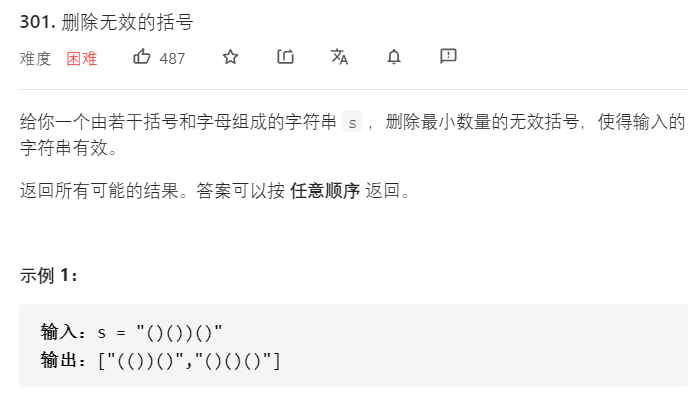 301. 删除无效的括号
难度 困难 487
给你一个由若干括号和字母组成的字符串 s ，删除最小数量的无效括号，使得输入的
字符串有效。
返回所有可能的结果。答案可以按 任意顺序 返回。
示例 1：
输入：s = "()())()"
输出：["(())()","()()()"]